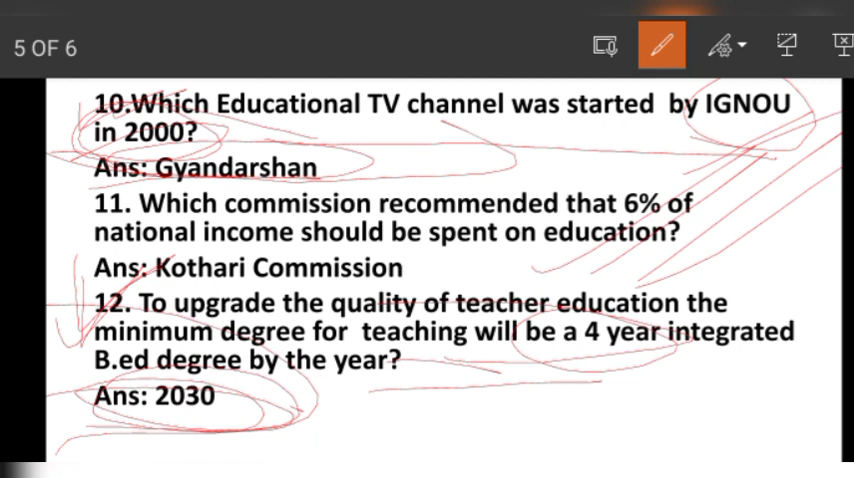 5 OF 6
10.Which Educational TV channel was started by IGNOU
in 2000?
Ans: Gyandarshan
11. Which commission recommended that 6% of
national income should be spent on education?
Ans: Kothari Commission
12. To upgrade the quality of teacher education the
minimum degree for teaching will be a 4 year integrated
B.ed degree by the year?
Ans: 2030